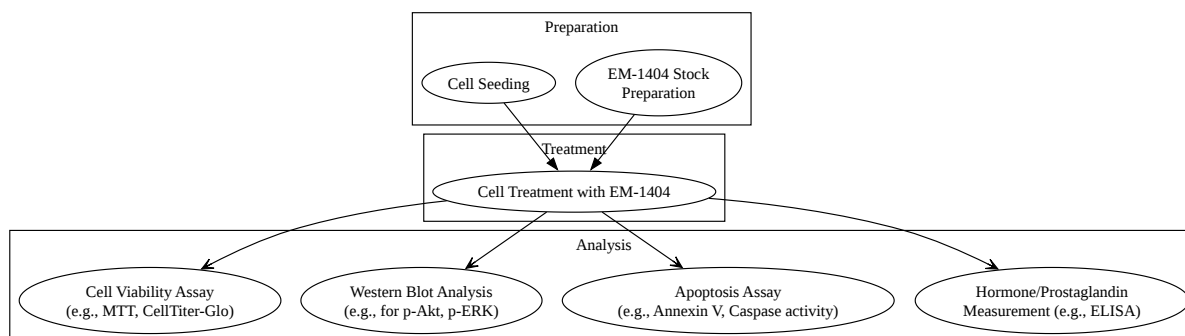 Preparation
Cell Seeding
EM-1404 Stock
Preparation
Treatment
Cell Treatment with EM-1404
Analysis
Cell Viability Assay
(e.g., MTT, CellTiter-Glo)
Western Blot Analysis
(e.g., for p-Akt, p-ERK)
Apoptosis Assay
(e.g., Annexin V, Caspase activity)
Hormone/Prostaglandin
Measurement (e.g., ELISA)